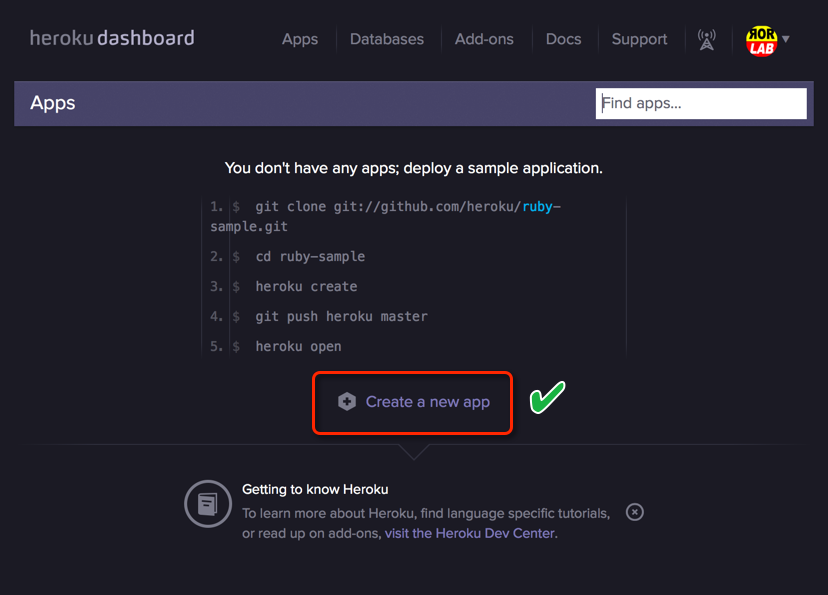 heroku dashboard
Apps
Databases
Add-ons
Docs
Support
ROR
LAB
Apps
Find apps...
You don't have any apps; deploy a sample application.
1. $ git clone git://github.com/heroku/ruby-
sample.git
2. $ cd ruby-sample
3. $ heroku create
4. $ git push heroku master
5. $ heroku open
Create a new app
Getting to know Heroku
To learn more about Heroku, find language specific tutorials,
or read up on add-ons, visit the Heroku Dev Center.